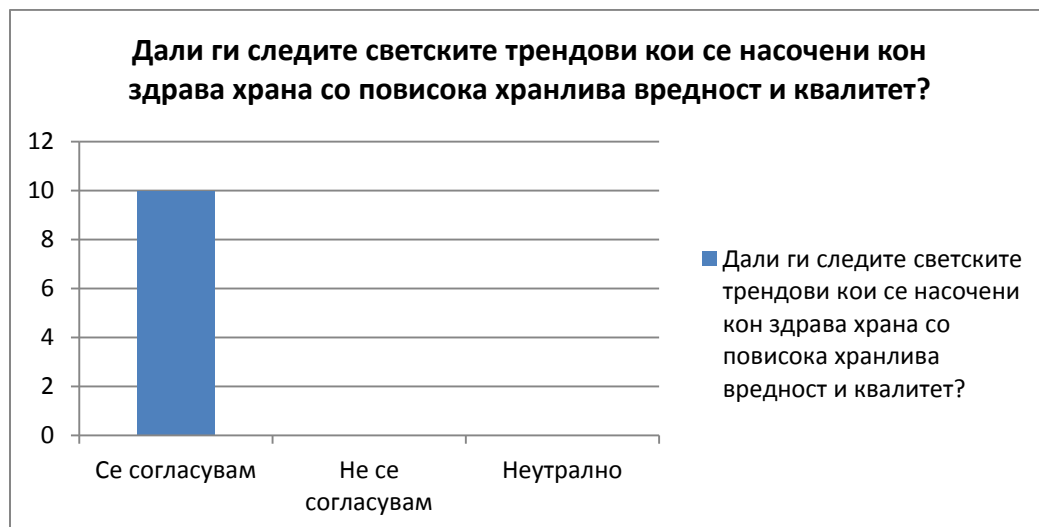 Дали ги следите светските трендови кои се насочени кон
здрава храна со повисока хранлива вредност и квалитет?
12
10
8
6
4
2
0
Се согласувам
Не се
согласувам
Неутрално
Дали ги следите светските
трендови кои се насочени
кон здрава храна со
повисока хранлива
вредност и квалитет?